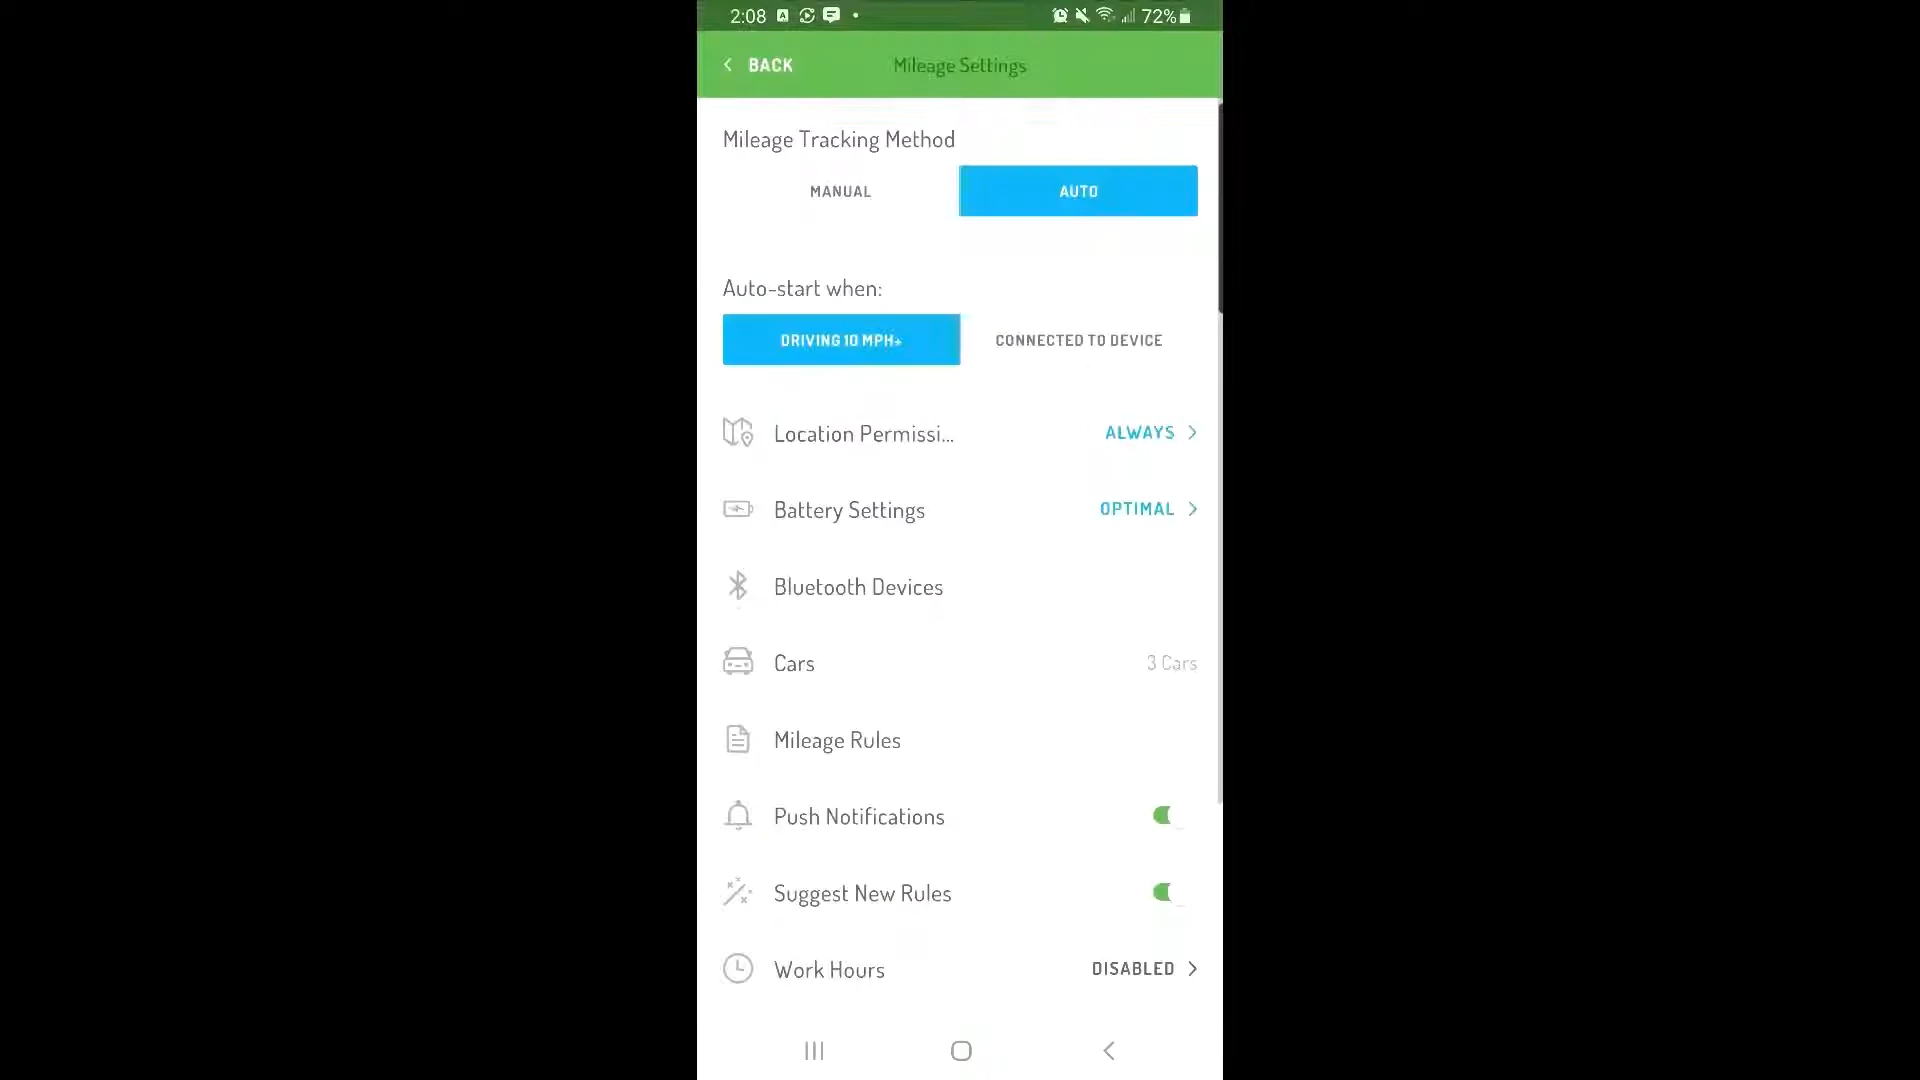 2:08 72%
BACK Mileage Settings
Mileage Tracking Method
MANUAL AUTO
Auto-start when:
DRIVING 10 MPH+ CONNECTED TO DEVICE
Location Permissi... ALWAYS
Battery Settings OPTIMAL
Bluetooth Devices
Cars 3 Cars
Mileage Rules
Push Notifications
Suggest New Rules
Work Hours DISABLED